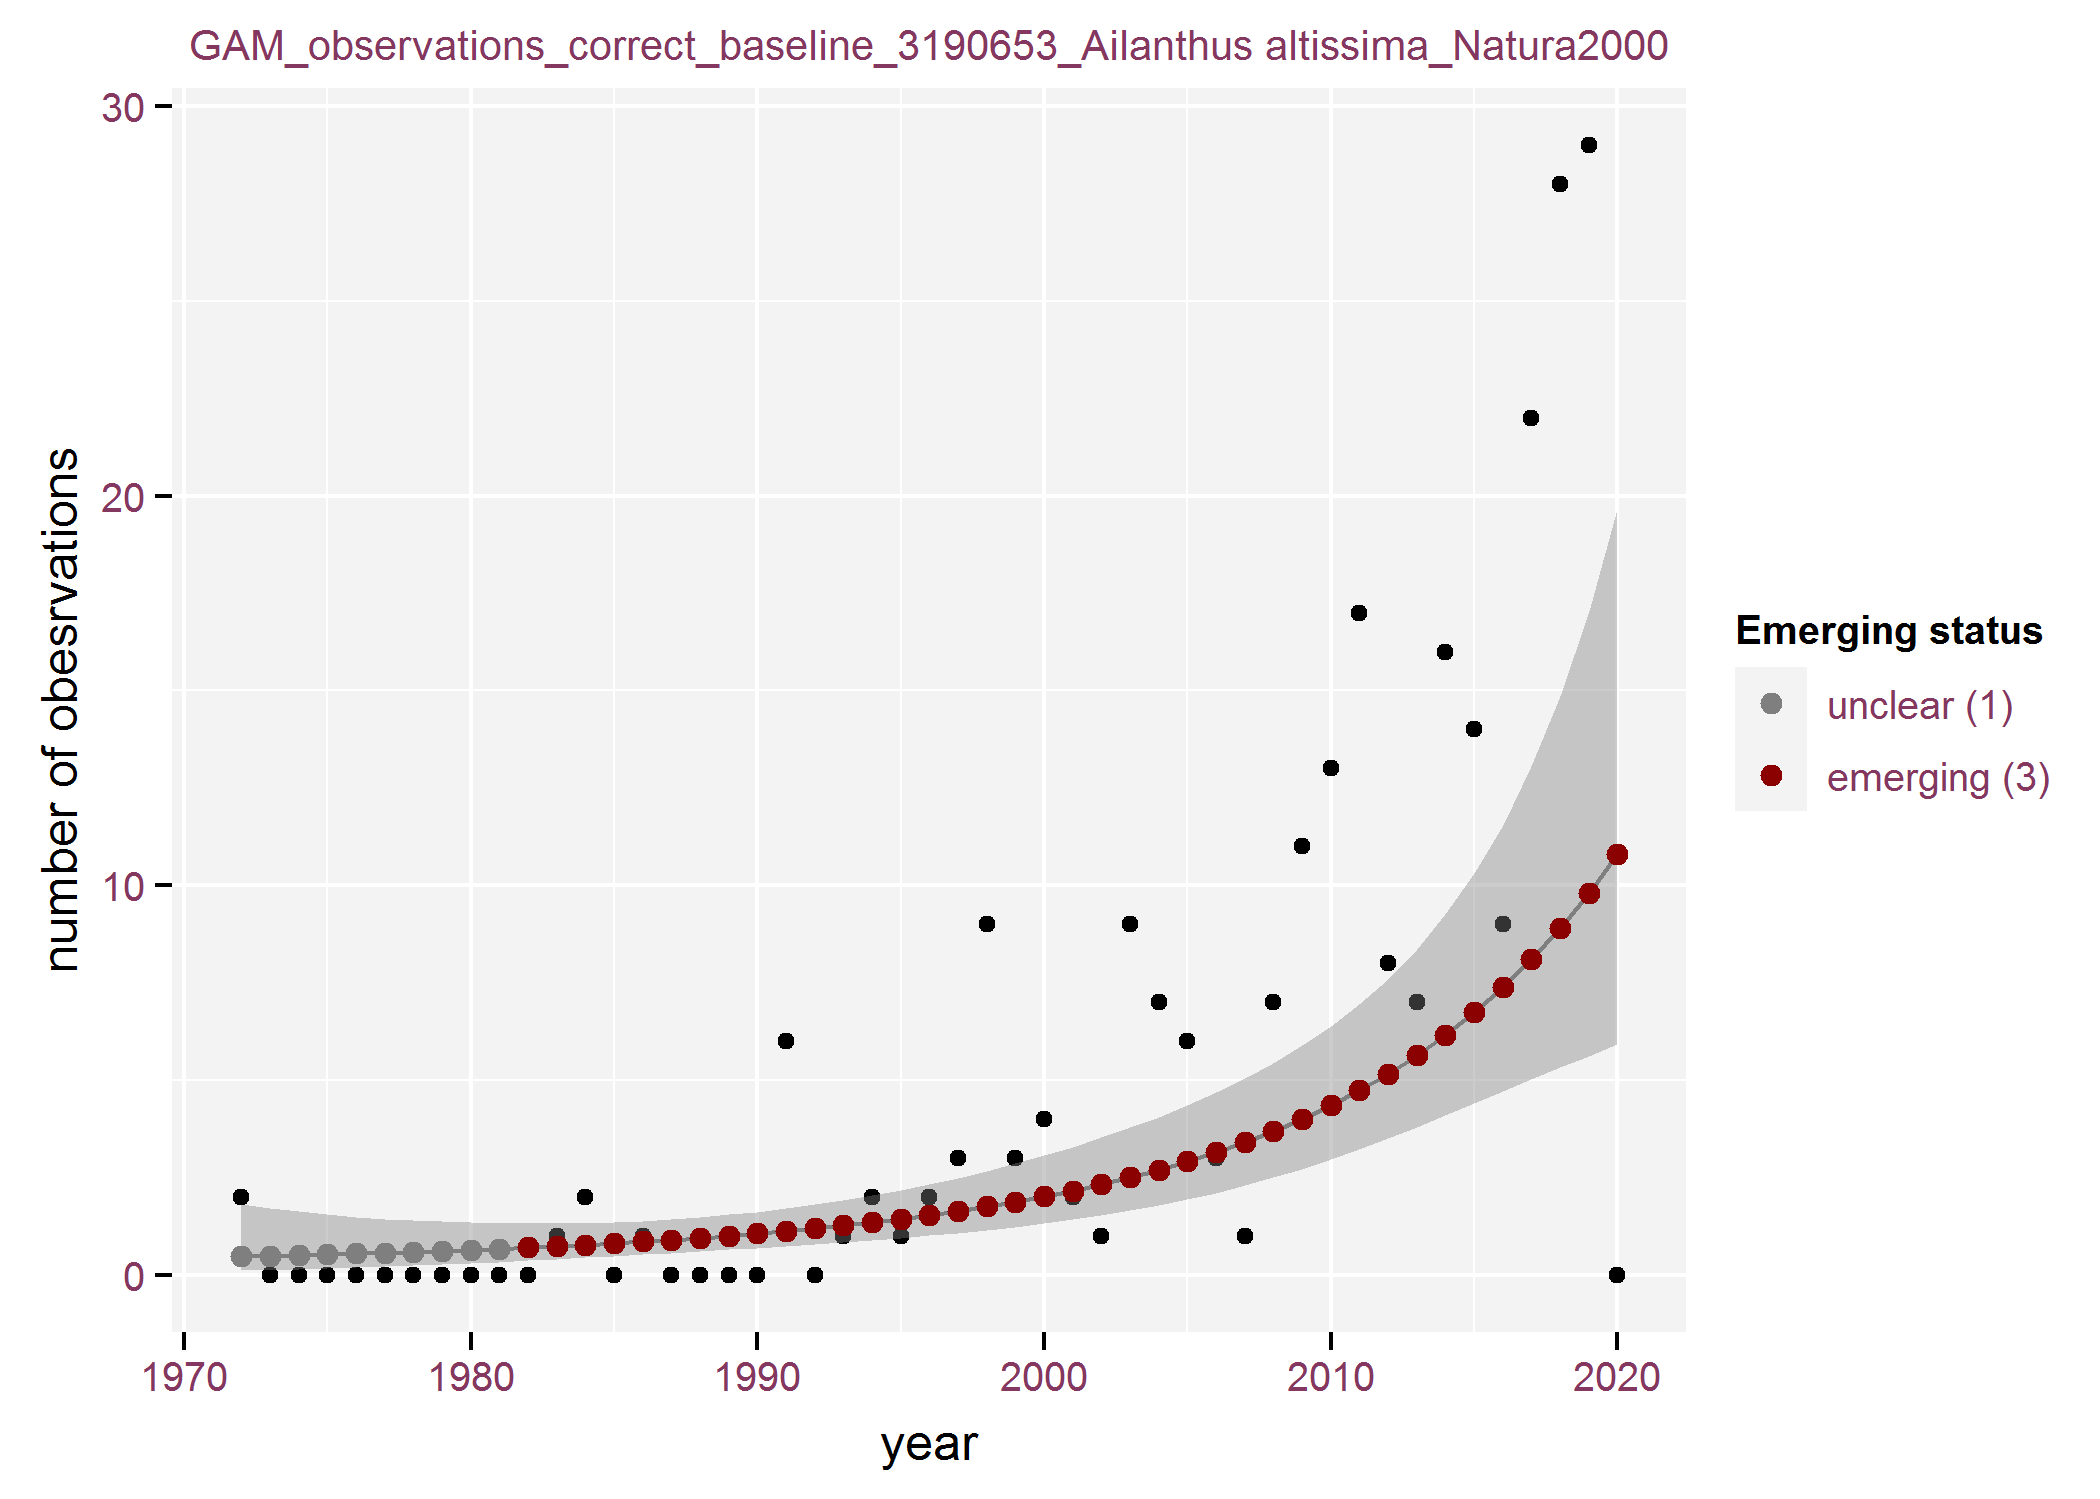 GAM_observations_correct_baseline_3190653_Ailanthus altissima_Natura2000
30
20
10
0
number of obesrvations
1970 1980 1990 2000 2010 2020
year
Emerging status
unclear (1)
emerging (3)